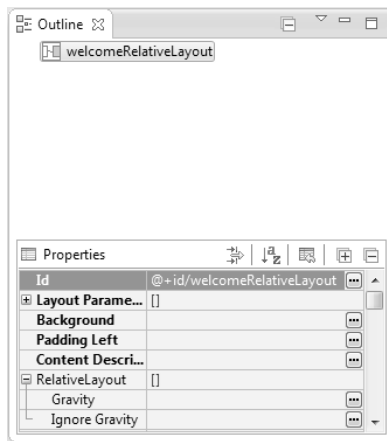 Outline
welcomeRelativeLayout
Properties
Id @+id/welcomeRelativeLayout
Layout Parame... []
Background
Padding Left
Content Descri...
RelativeLayout []
Gravity
Ignore Gravity